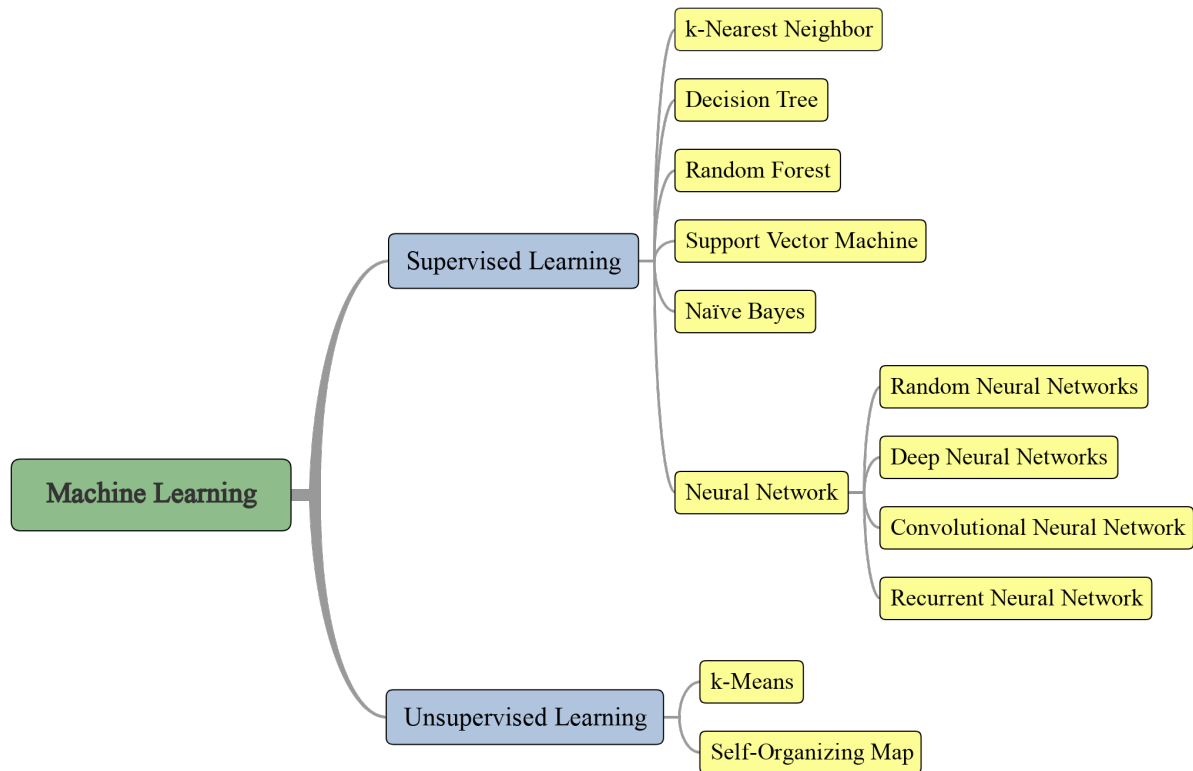 k-Nearest Neighbor
Decision Tree
Random Forest
Support Vector Machine
Supervised Learning
Naïve Bayes
Random Neural Networks
Deep Neural Networks
Machine Learning
Neural Network
Convolutional Neural Network
Recurrent Neural Network
k-Means
Unsupervised Learning
Self-Organizing Map